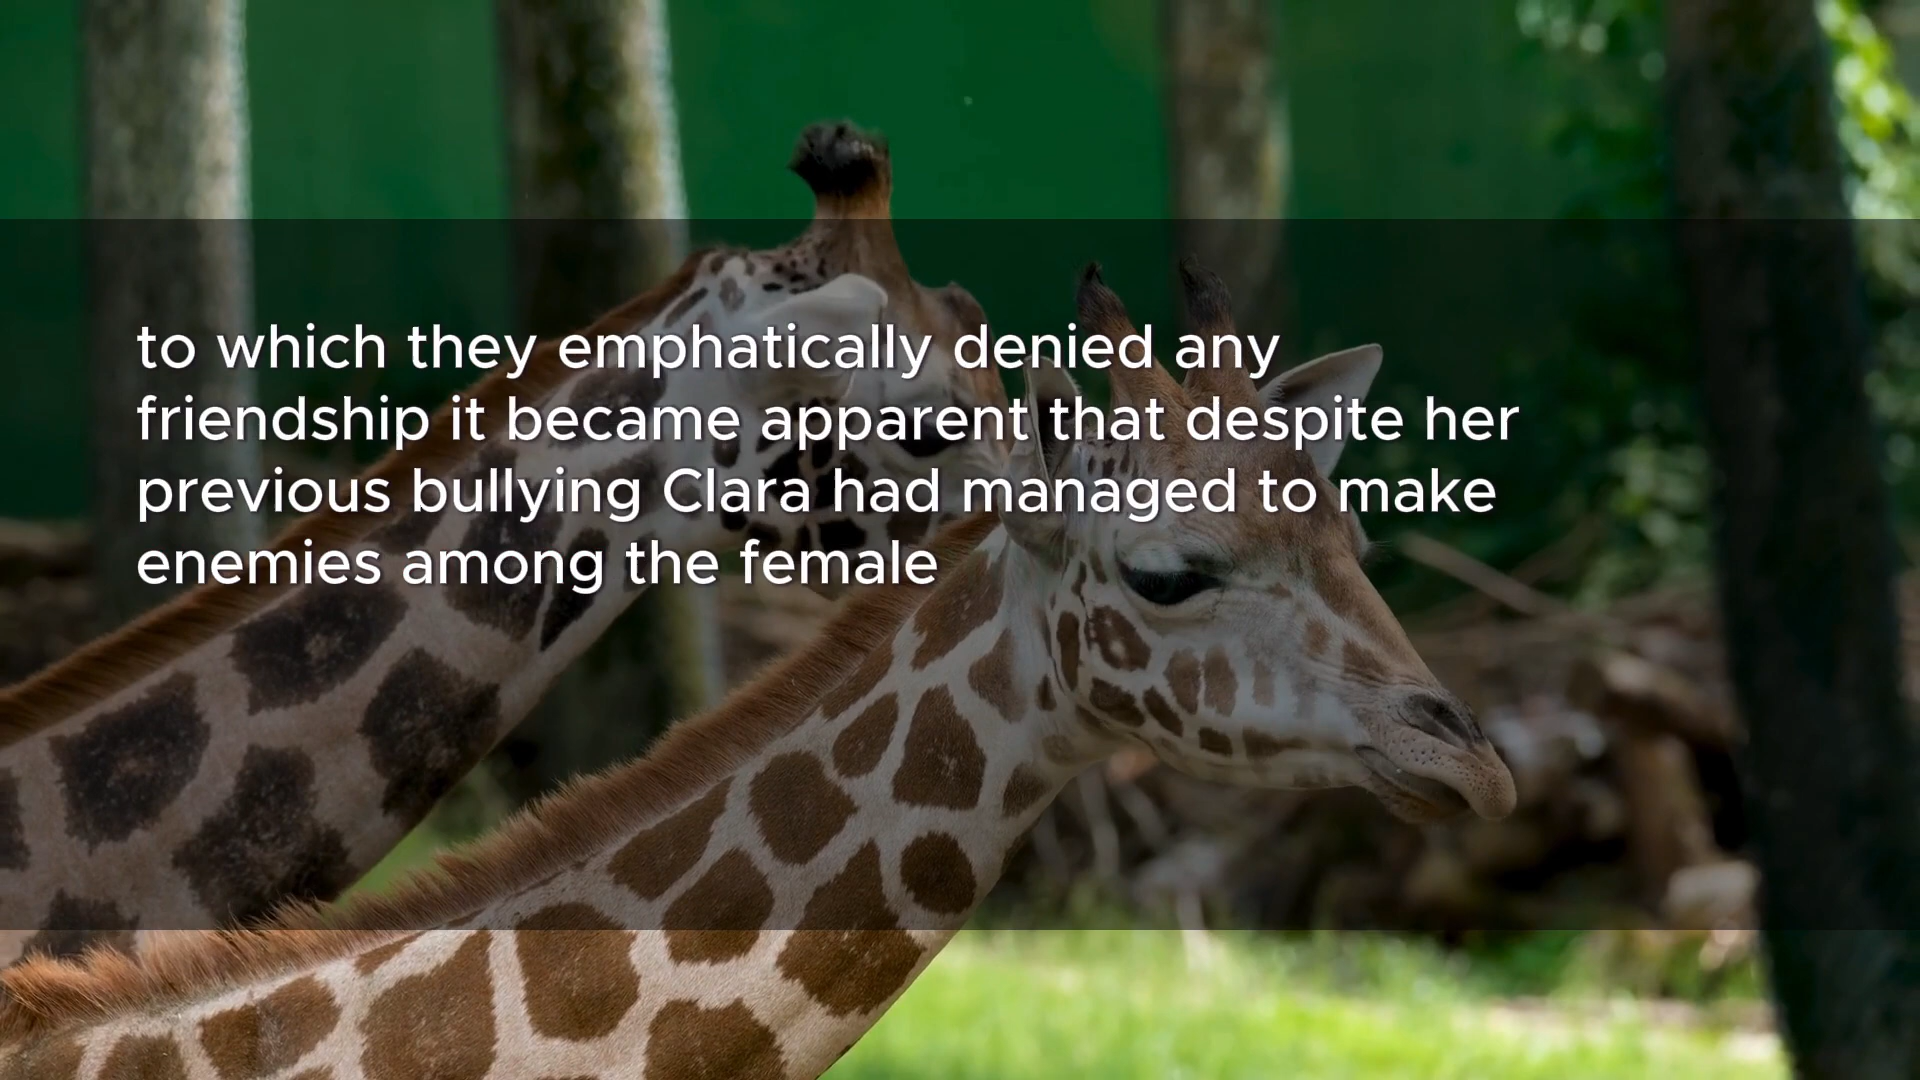 to which they emphatically denied any
friendship it became apparent that despite her
previous bullying Clara had managed to make
enemies among the female